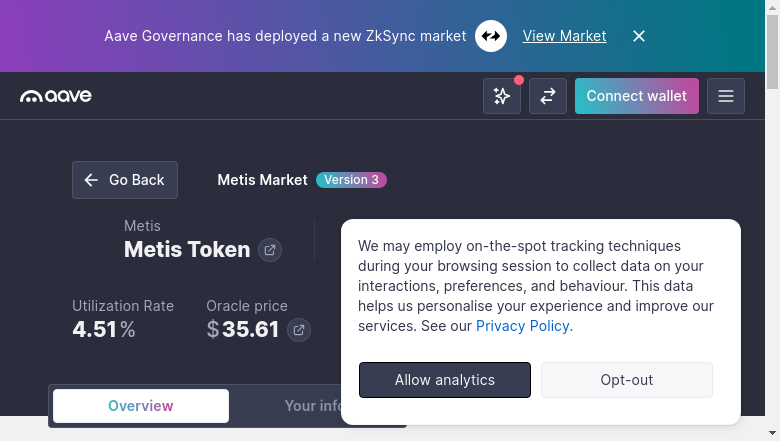 Aave Governance has deployed a new ZkSync market View Market
aave
Connect wallet
Go Back
Metis Market Version 3
Metis
Metis Token
Utilization Rate
4.51%
Oracle price
$35.61
We may employ on-the-spot tracking techniques
during your browsing session to collect data on your
interactions, preferences, and behaviour. This data
helps us personalise your experience and improve our
services. See our Privacy Policy.
Allow analytics
Opt-out
Overview
Your info